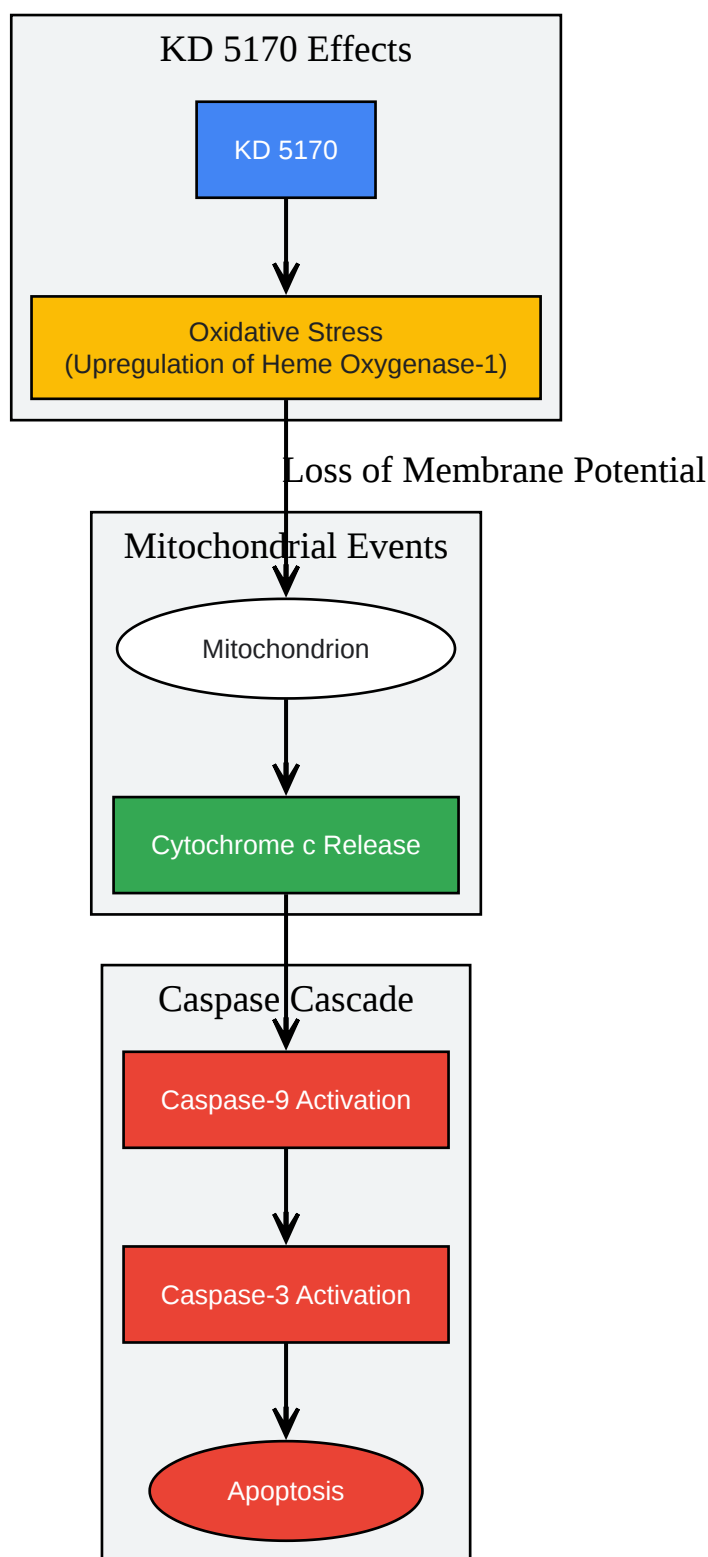 KD 5170 Effects
KD 5170
Oxidative Stress
(Upregulation of Heme Oxygenase-1)
Loss of Membrane Potential
Mitochondrial Events
Mitochondrion
Cytochrome c Release
Caspase Cascade
Caspase-9 Activation
Caspase-3 Activation
Apoptosis